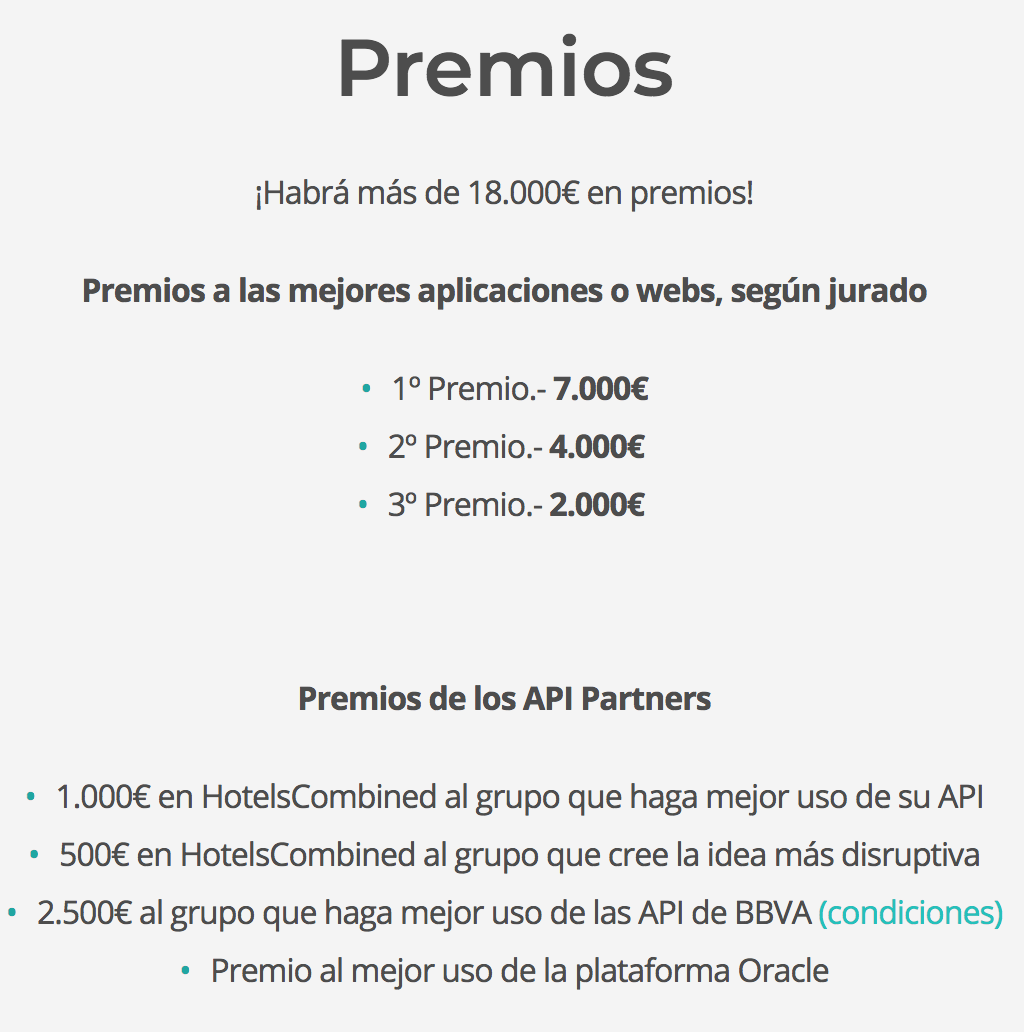 Premios
¡Habrá más de 18.000€ en premios!
Premios a las mejores aplicaciones o webs, según jurado
• 1º Premio.- 7.000€
• 2º Premio.- 4.000€
• 3º Premio.- 2.000€
Premios de los API Partners
• 1.000€ en HotelsCombined al grupo que haga mejor uso de su API
• 500€ en HotelsCombined al grupo que cree la idea más disruptiva
• 2.500€ al grupo que haga mejor uso de las API de BBVA (condiciones)
• Premio al mejor uso de la plataforma Oracle